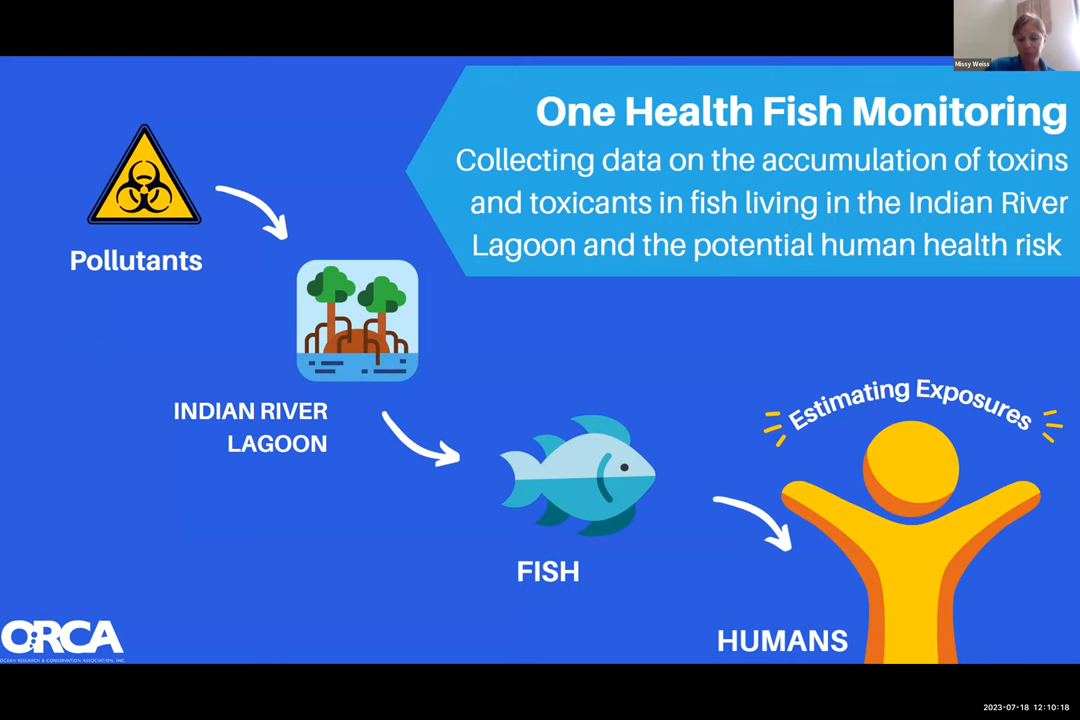 Missy Weiss
One Health Fish Monitoring
Collecting data on the accumulation of toxins
and toxicants in fish living in the Indian River
Lagoon and the potential human health risk
Pollutants
INDIAN RIVER
LAGOON
Estimating Exposures
FISH
HUMANS
ORCA
OCEAN RESEARCH & CONSERVATION ASSOCIATION, INC.
2023-07-18 12:10:18